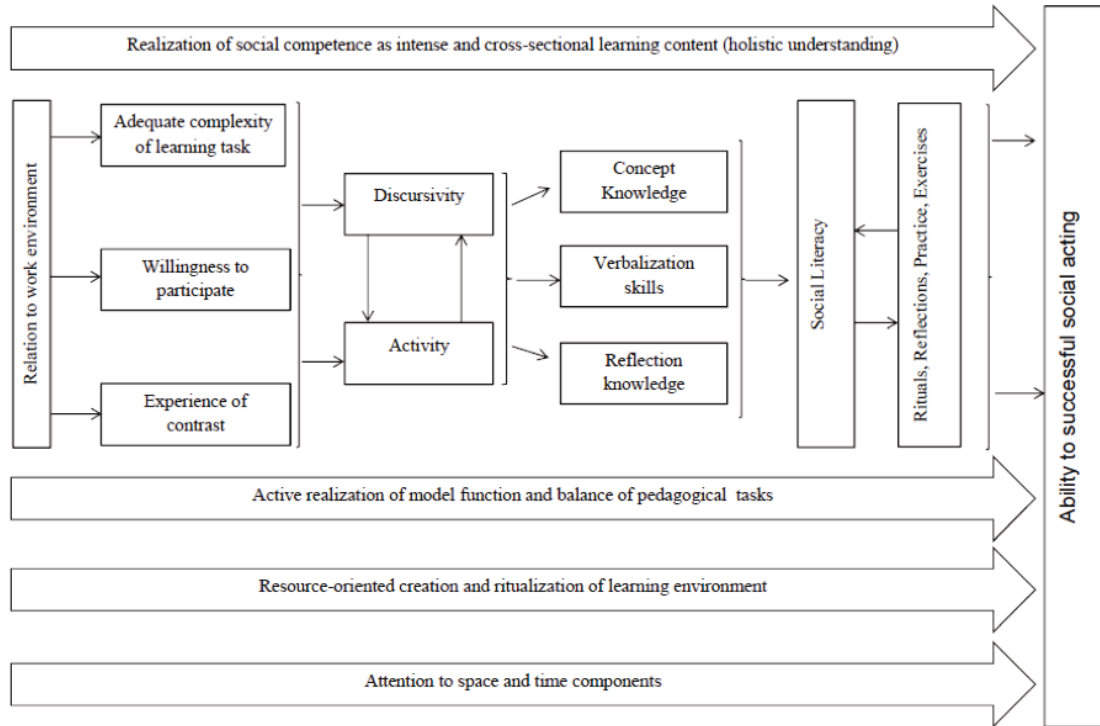 Realization of social competence as intense and cross-sectional learning content (holistic understanding)
Relation to work environment
Adequate complexity
of learning task
Willingness to
participate
Experience of
contrast
Discursivity
Activity
Concept
Knowledge
Verbalization
skills
Reflection
knowledge
Social Literacy
Rituals, Reflections, Practice, Exercises
Ability to successful social acting
Active realization of model function and balance of pedagogical tasks
Resource-oriented creation and ritualization of learning environment
Attention to space and time components